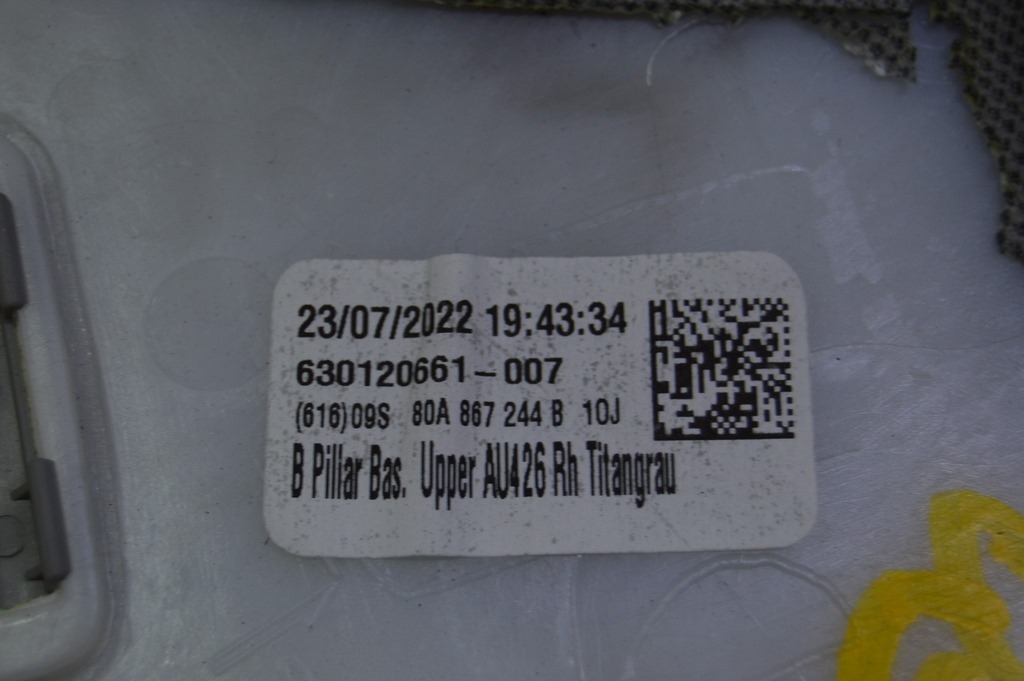 23/07/2022 19:43:34
630120661-007
(616)09S 80A 867 244 B 10J
B Pillar Bas. Upper AU426 Rh Titangrau